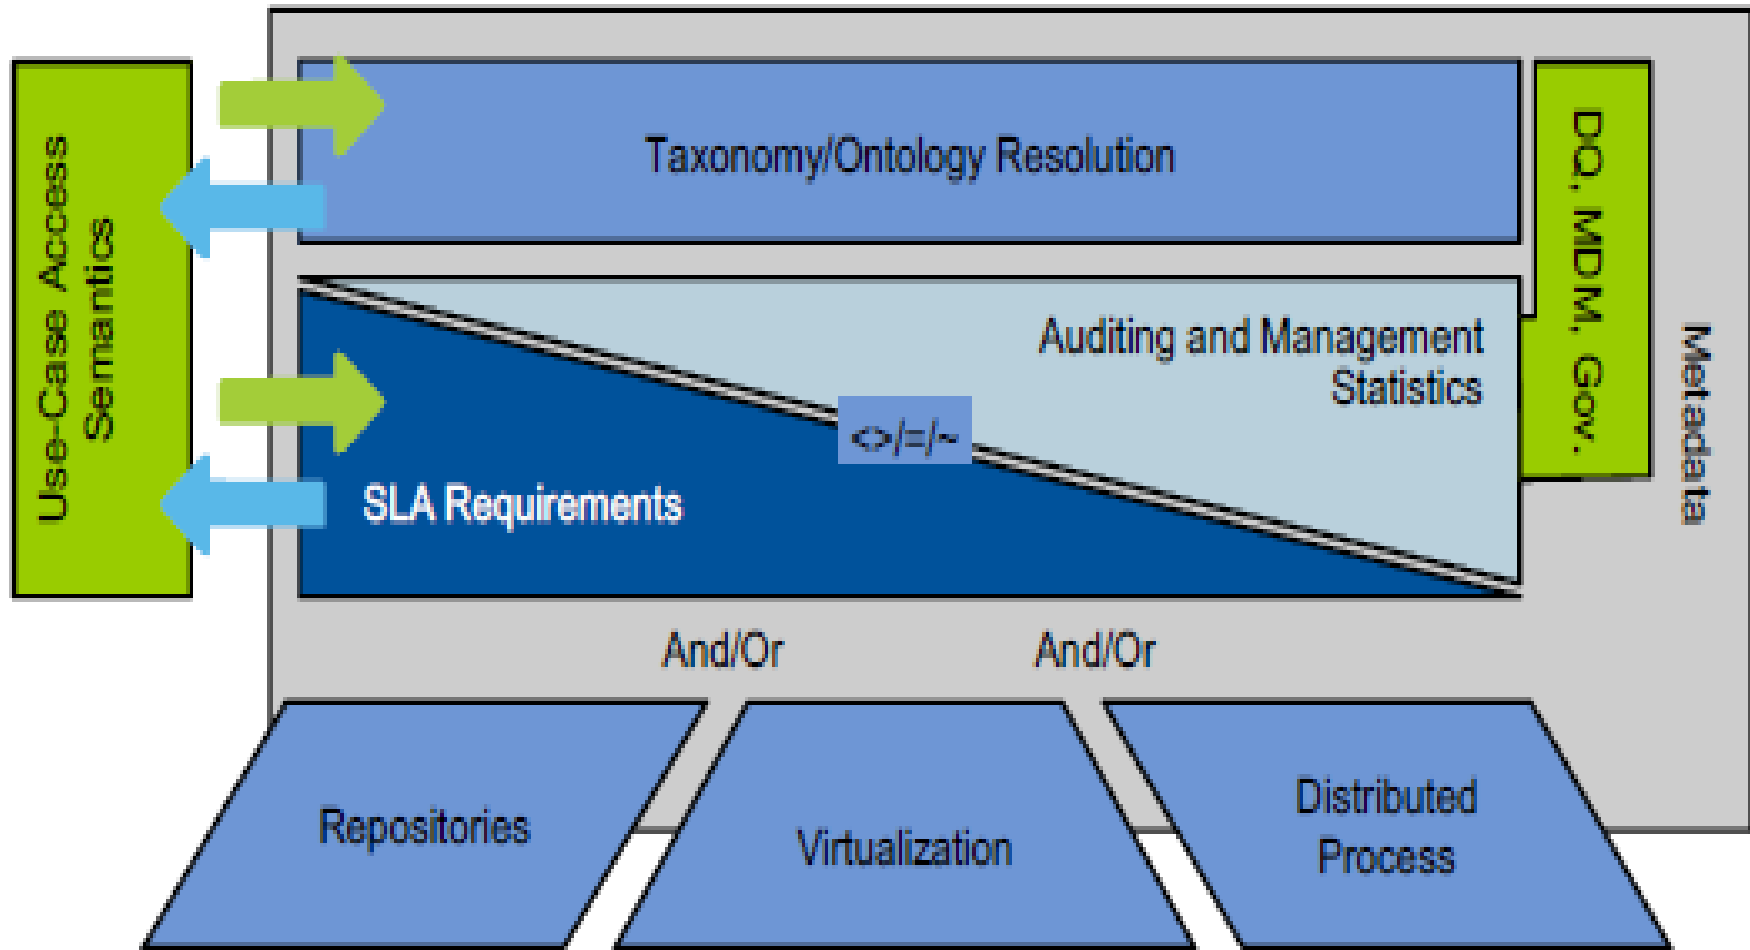 Use-Case Access
Semantics
Taxonomy/Ontology Resolution
DQ, MDM, Gov.
Metadata
Auditing and Management
Statistics
<>/=/~
SLA Requirements
And/Or
And/Or
Repositories
Virtualization
Distributed
Process